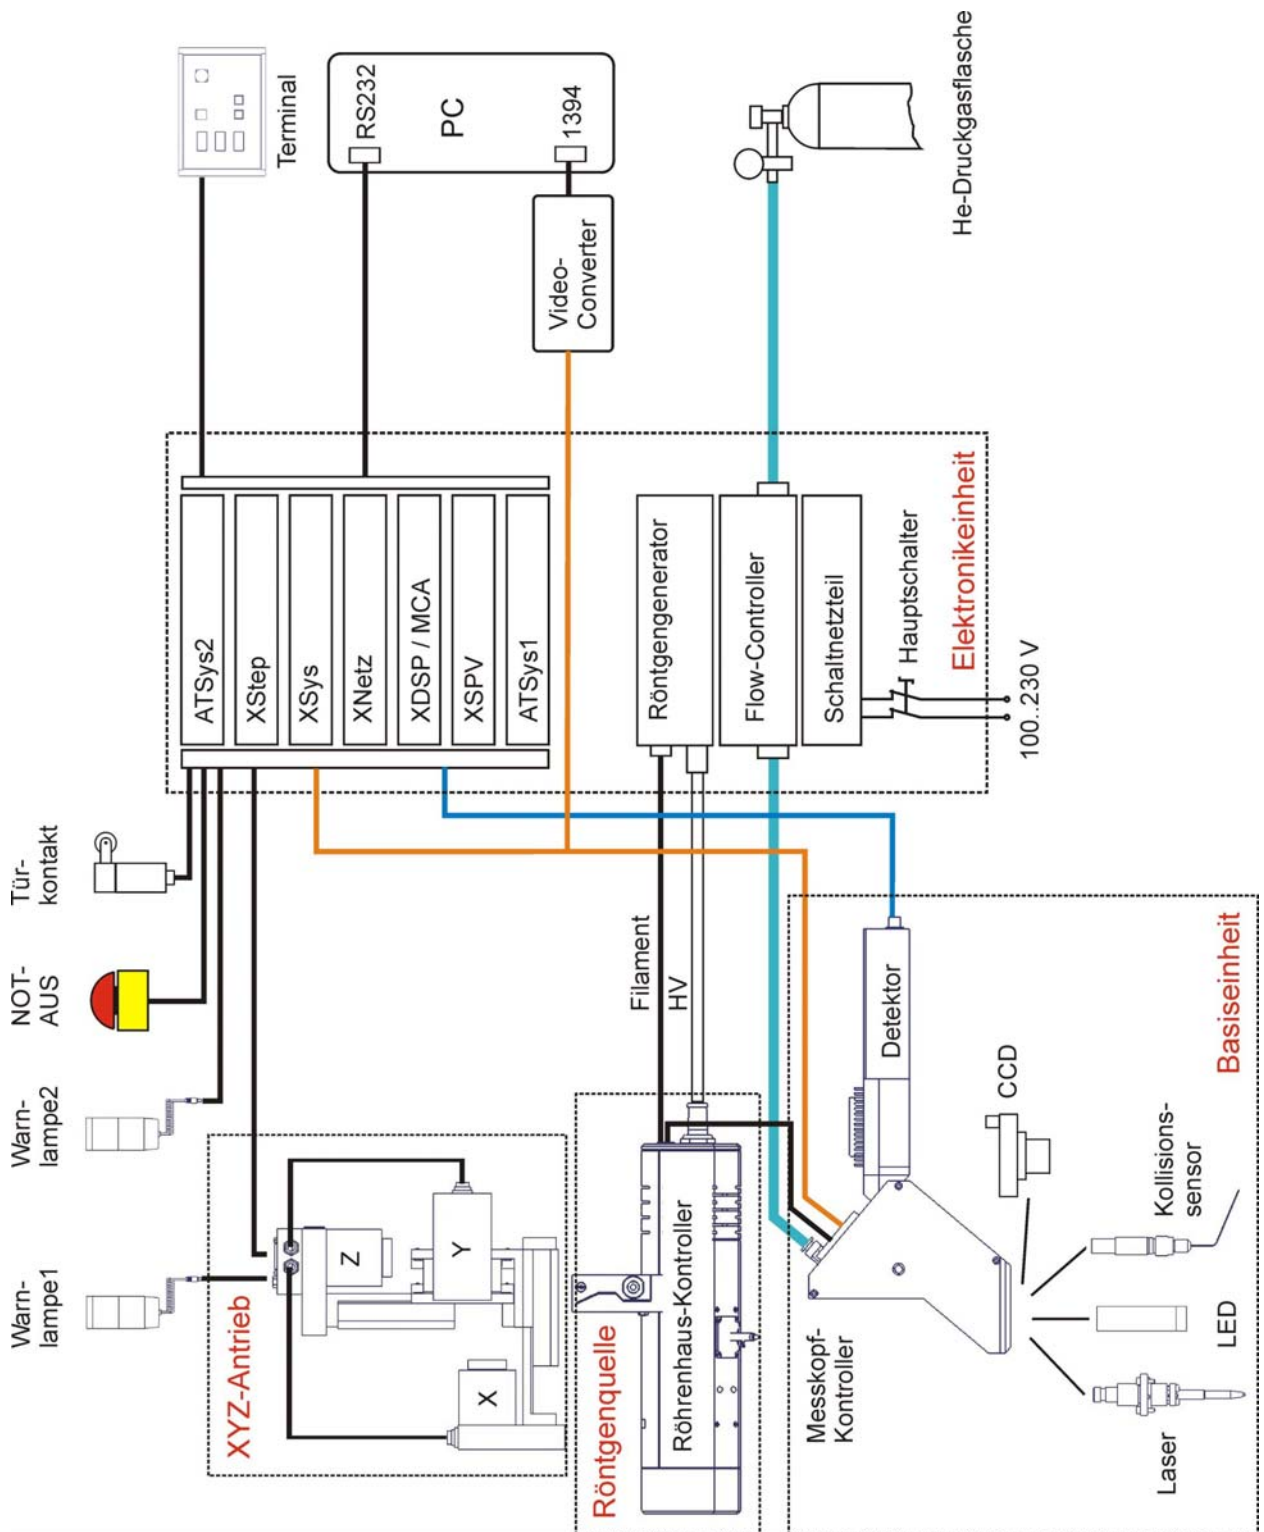 Tür-
kontakt
NOT-
AUS
Warn-
lampe2
Warn-
lampe1
Terminal
PC
RS232
1394
Video-
Converter
He-Druckgasflasche
ATSys2
XStep
XSys
XNetz
XDSP / MCA
XSPV
ATSys1
Röntgengenerator
Flow-Controller
Schaltnetzteil
Hauptschalter
Elektronikeinheit
100..230 V
XYZ-Antrieb
Z
Y
X
Filament
HV
Röntgenquelle
Röhrenhaus-Kontroller
Messkopf-
Kontroller
Detektor
CCD
Kollisions-
sensor
LED
Laser
Basiseinheit